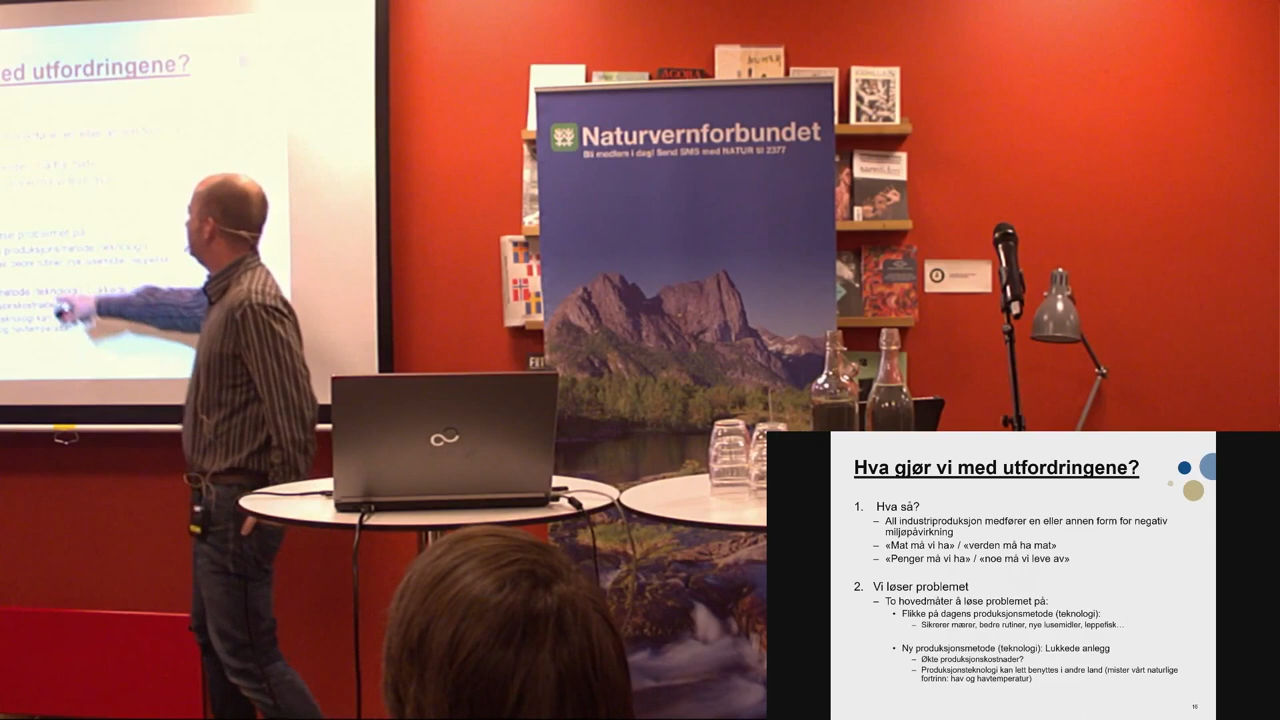 ed utfordringene?
Naturvernforbundet
Bli medlem i dag! Send SMS med NATUR til 2377
AGORA
samtiden
Hva gjør vi med utfordringene?
1. Hva så?
– All industriproduksjon medfører en eller annen form for negativ
miljøpåvirkning
– «Mat må vi ha» / «verden må ha mat»
– «Penger må vi ha» / «noe må vi leve av»
2. Vi løser problemet
– To hovedmåter å løse problemet på:
• Flikke på dagens produksjonsmetode (teknologi):
– Sikrerer mærer, bedre rutiner, nye lusemidler, leppefisk…
• Ny produksjonsmetode (teknologi): Lukkede anlegg
– Økte produksjonskostnader?
– Produksjonsteknologi kan lett benyttes i andre land (mister vårt naturlige
fortrinn: hav og havtemperatur)
16